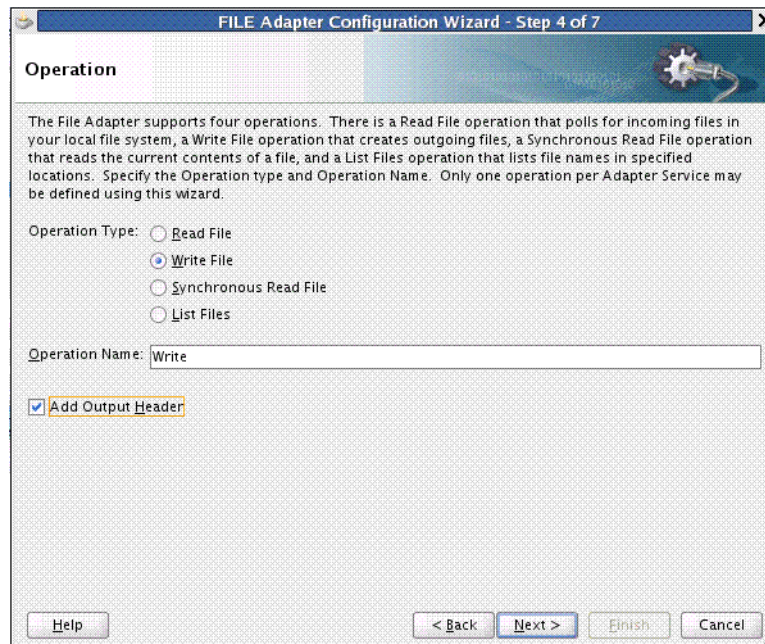 FILE Adapter Configuration Wizard - Step 4 of 7
Operation
The File Adapter supports four operations. There is a Read File operation that polls for incoming files in
your local file system, a Write File operation that creates outgoing files, a Synchronous Read File operation
that reads the current contents of a file, and a List Files operation that lists file names in specified
locations. Specify the Operation type and Operation Name. Only one operation per Adapter Service may
be defined using this wizard.
Operation Type: Read File
Write File
Synchronous Read File
List Files
Operation Name: Write
Add Output Header
Help < Back Next > Finish Cancel